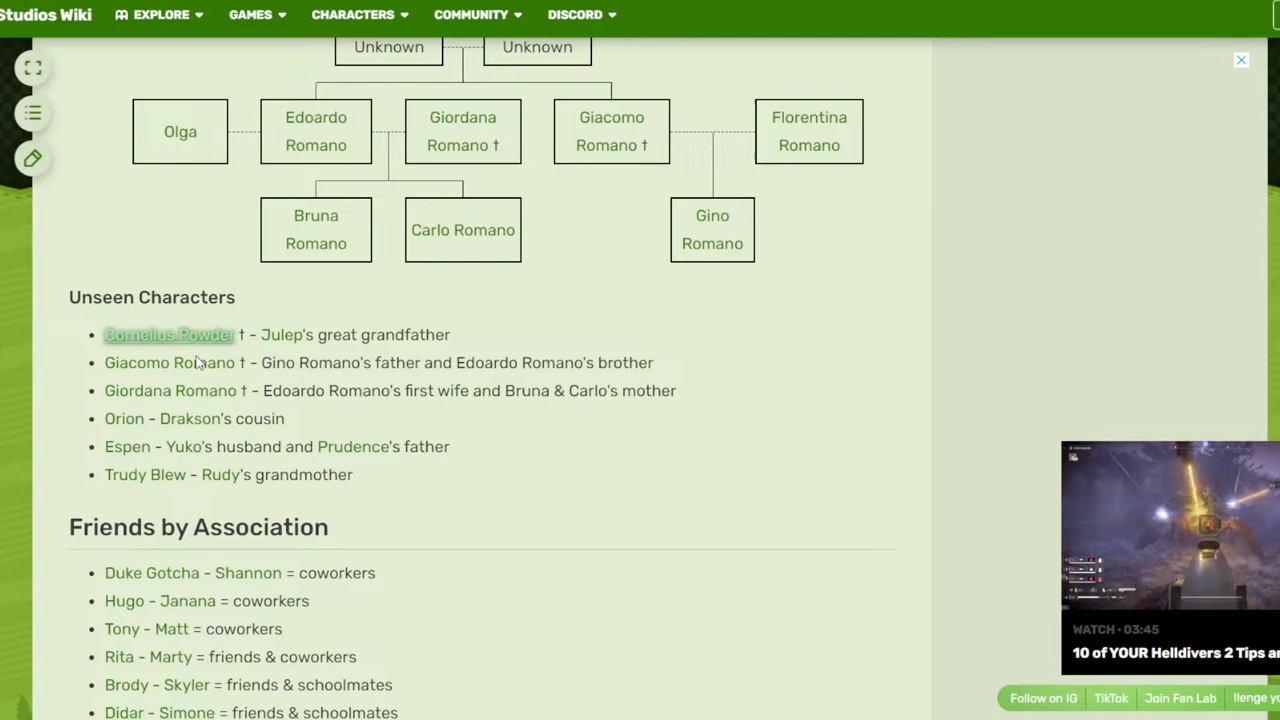 Studios Wiki EXPLORE GAMES CHARACTERS COMMUNITY DISCORD
Unknown Unknown
Olga
Edoardo
Romano
Giordana
Romano †
Giacomo
Romano †
Florentina
Romano
Bruna
Romano
Carlo Romano
Gino
Romano
Unseen Characters
• Cornelius Powder † - Julep's great grandfather
• Giacomo Romano † - Gino Romano's father and Edoardo Romano's brother
• Giordana Romano † - Edoardo Romano's first wife and Bruna & Carlo's mother
• Orion - Drakson's cousin
• Espen - Yuko's husband and Prudence's father
• Trudy Blew - Rudy's grandmother
Friends by Association
• Duke Gotcha - Shannon = coworkers
• Hugo - Janana = coworkers
• Tony - Matt = coworkers
• Rita - Marty = friends & coworkers
• Brody - Skyler = friends & schoolmates
• Didar - Simone = friends & schoolmates
WATCH • 03:45
10 of YOUR Helldivers 2 Tips a
Follow on IG TikTok Join Fan Lab llenge yo